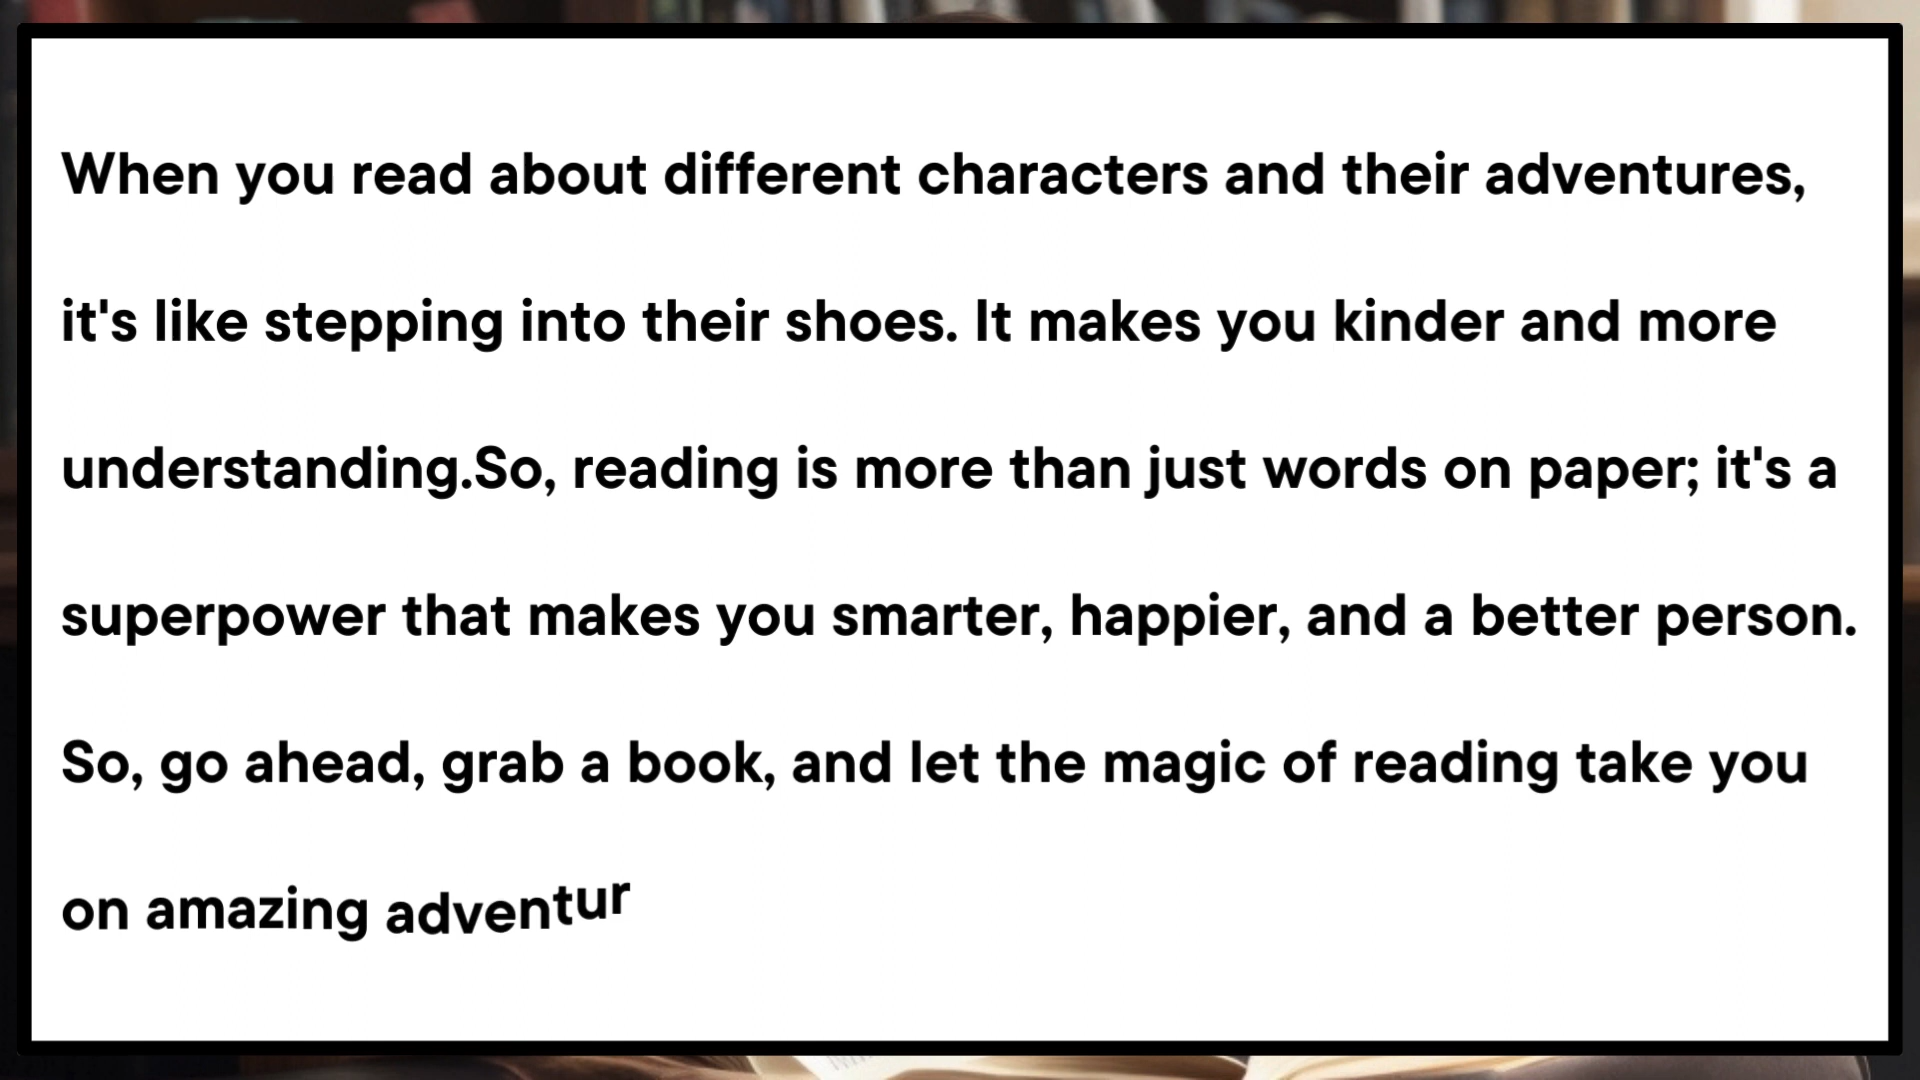 When you read about different characters and their adventures,
it's like stepping into their shoes. It makes you kinder and more
understanding.So, reading is more than just words on paper; it's a
superpower that makes you smarter, happier, and a better person.
So, go ahead, grab a book, and let the magic of reading take you
on amazing adventur